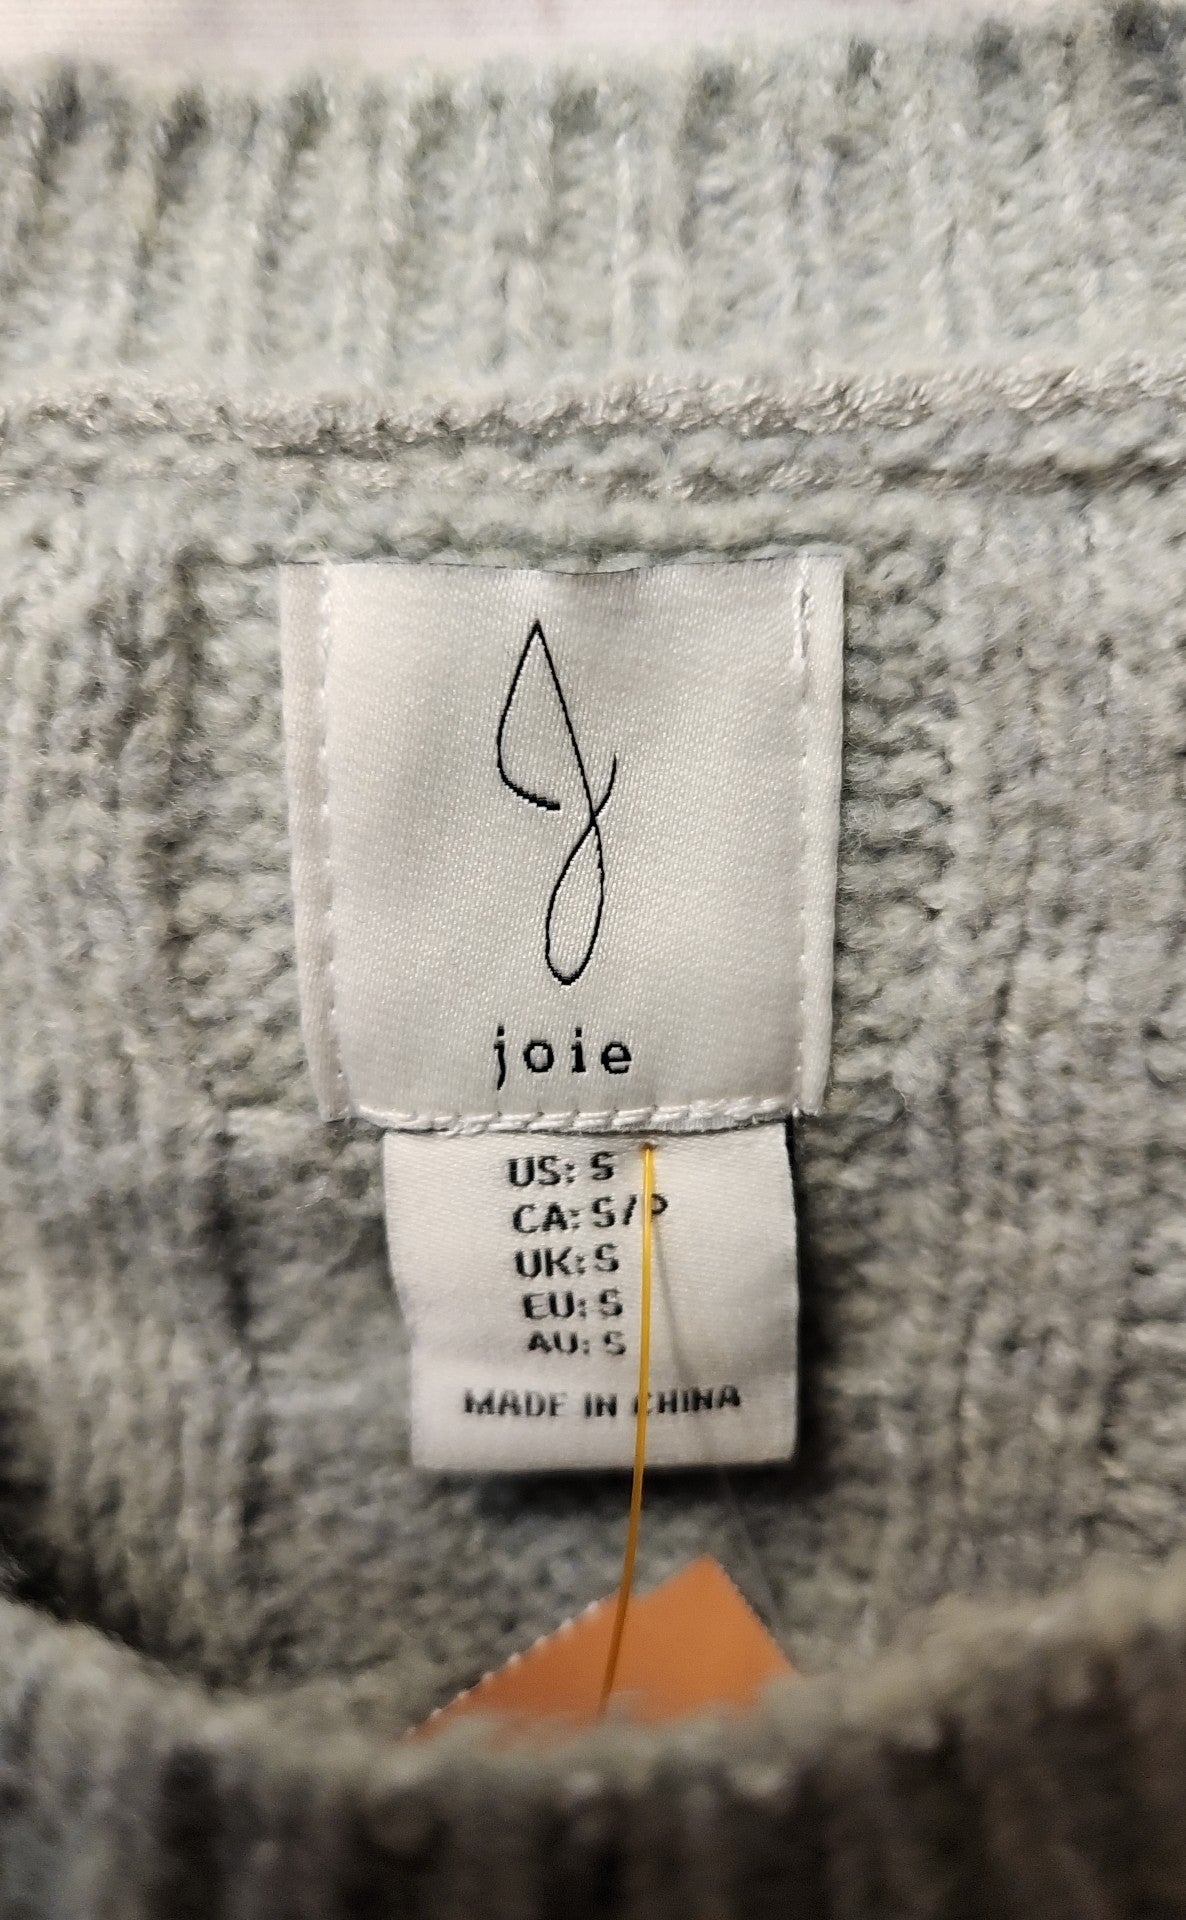 joie
US: S
CA: S/P
UK: S
EU: S
AU: S
MADE IN CHINA